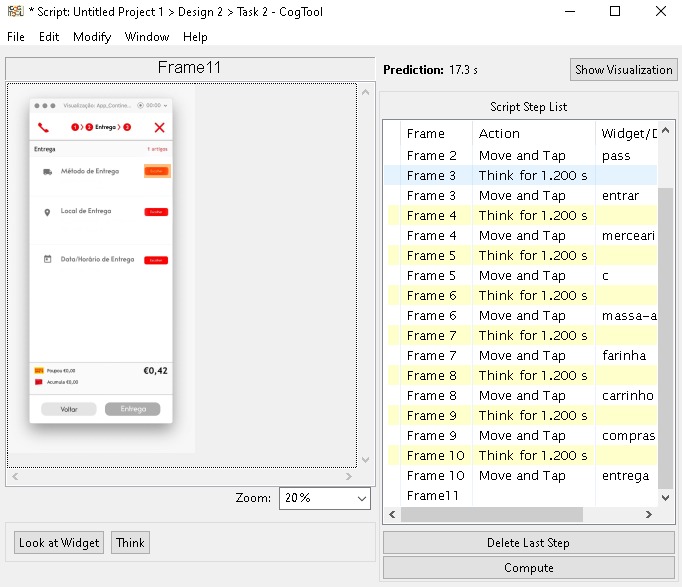 * Script: Untitled Project 1 > Design 2 > Task 2 - CogTool
File Edit Modify Window Help
Frame11
Visualização: App_Contine... 00:00
Entrega
Entrega 1 artigos
Método de Entrega
Local de Entrega
Data/Horário de Entrega
Poupou €0,00 €0,42
Acumula €0,00
Voltar Entrega
Zoom: 20%
Look at Widget Think
Prediction: 17.3 s Show Visualization
Script Step List
Frame Action Widget/D
Frame 2 Move and Tap pass
Frame 3 Think for 1.200 s
Frame 3 Move and Tap entrar
Frame 4 Think for 1.200 s
Frame 4 Move and Tap merceari
Frame 5 Think for 1.200 s
Frame 5 Move and Tap c
Frame 6 Think for 1.200 s
Frame 6 Move and Tap massa-a
Frame 7 Think for 1.200 s
Frame 7 Move and Tap farinha
Frame 8 Think for 1.200 s
Frame 8 Move and Tap carrinho
Frame 9 Think for 1.200 s
Frame 9 Move and Tap compras
Frame 10 Think for 1.200 s
Frame 10 Move and Tap entrega
Frame11
Delete Last Step
Compute